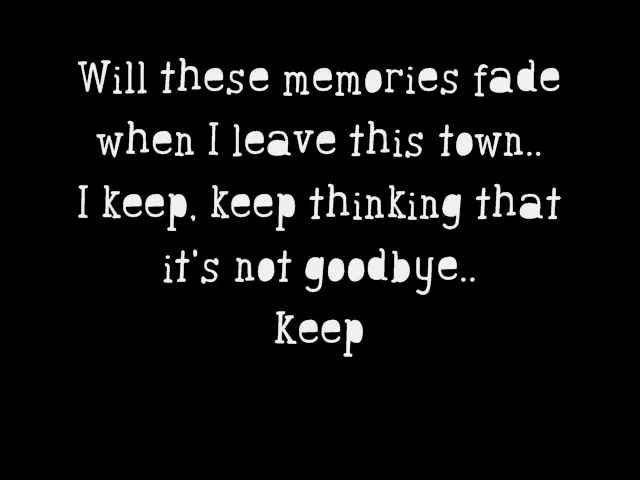 Will these memories fade
when I leave this town..
I keep, keep thinking that
it's not goodbye..
Keep